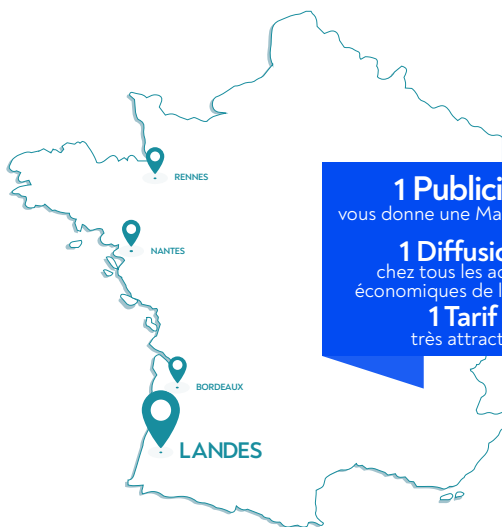 RENNES
NANTES
BORDEAUX
LANDES
1 Publici
vous donne une Ma
1 Diffusio
chez tous les ac
économiques de l
1 Tarif
très attract